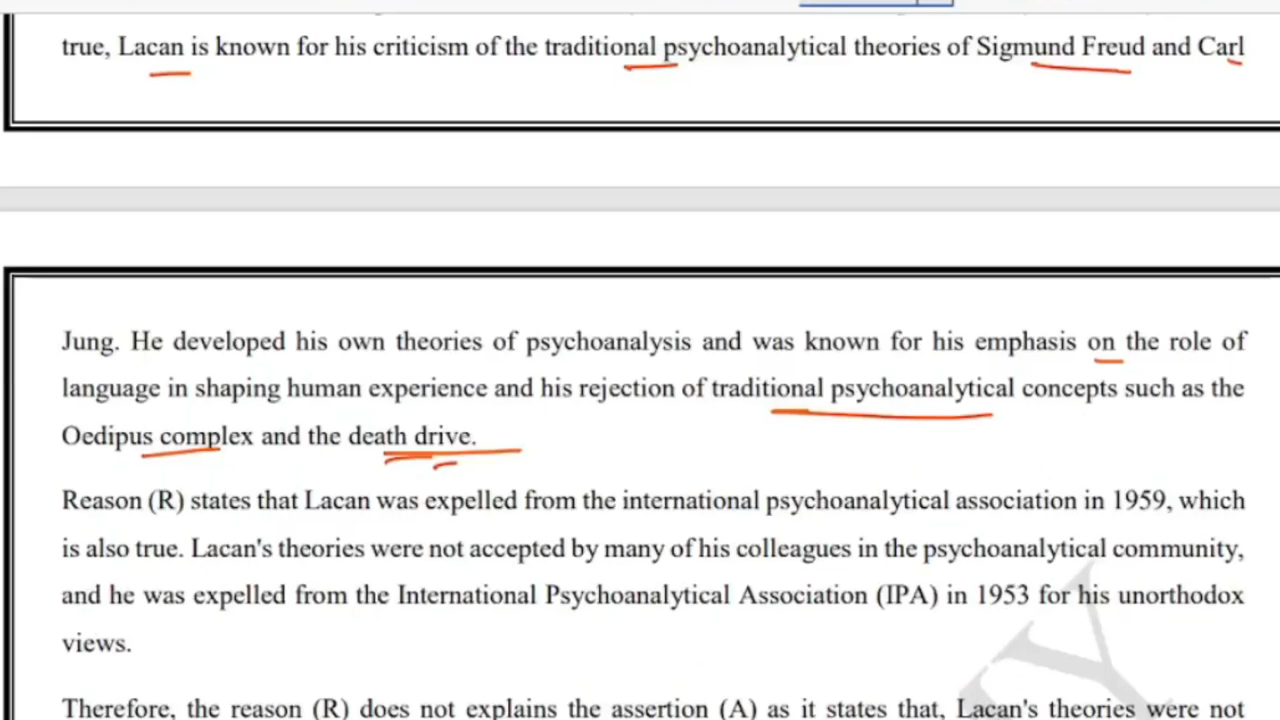 true, Lacan is known for his criticism of the traditional psychoanalytical theories of Sigmund Freud and Carl
Jung. He developed his own theories of psychoanalysis and was known for his emphasis on the role of
language in shaping human experience and his rejection of traditional psychoanalytical concepts such as the
Oedipus complex and the death drive.
Reason (R) states that Lacan was expelled from the international psychoanalytical association in 1959, which
is also true. Lacan's theories were not accepted by many of his colleagues in the psychoanalytical community,
and he was expelled from the International Psychoanalytical Association (IPA) in 1953 for his unorthodox
views.
Therefore, the reason (R) does not explains the assertion (A) as it states that, Lacan's theories were not
Y